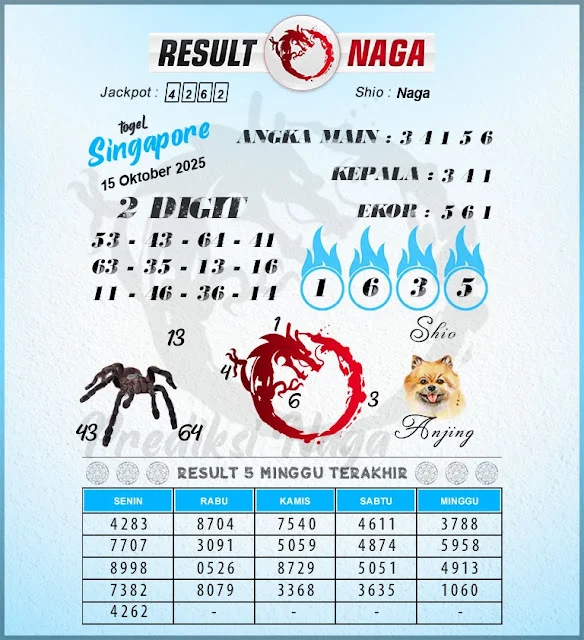 RESULT NAGA
Jackpot : 4262
Shio : Naga
togel
Singapore
15 Oktober 2025
ANGKA MAIN : 3 4 1 5 6
KEPALA : 3 4 1
EKOR : 5 6 1
2 DIGIT
53 - 43 - 64 - 41
63 - 35 - 13 - 16
11 - 46 - 36 - 14
1 6 3 5
13
43
64
1
4
6
3
Shio
Anjing
Prediksi Naga
RESULT 5 MINGGU TERAKHIR
SENIN RABU KAMIS SABTU MINGGU
4283 8704 7540 4611 3788
7707 3091 5059 4874 5958
8998 0526 8729 5051 4913
7382 8079 3368 3635 1060
4262 - - - -